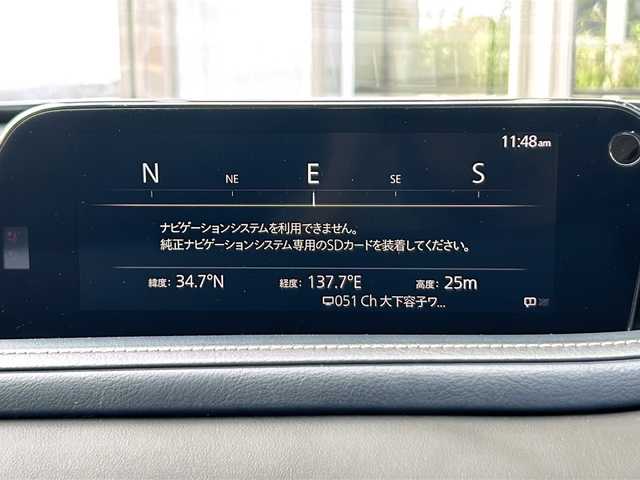 11:48am
N NE E SE S
ナビゲーションシステムを利用できません。
純正ナビゲーションシステム専用のSDカードを装着してください。
緯度: 34.7°N 経度: 137.7°E 高度: 25m
051 Ch 大下容子ワ...